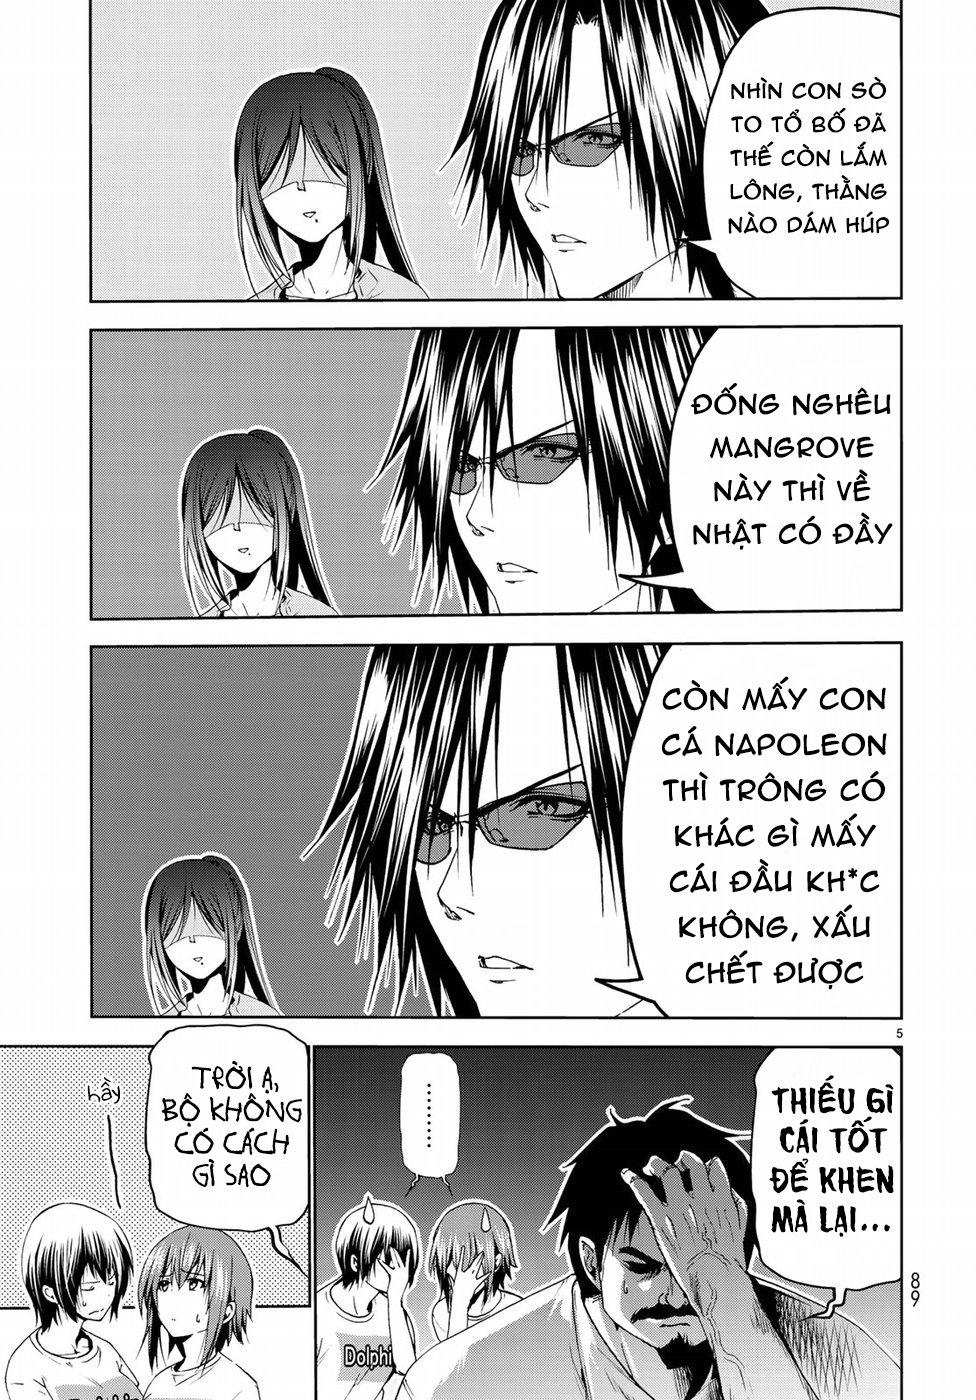 NHÌN CON SÒ
TO TỔ BỐ ĐÃ
THẾ CÒN LẮM
LÔNG, THẰNG
NÀO DÁM HÚP
ĐỐNG NGHÊU
MANGROVE
NÀY THÌ VỀ
NHẬT CÓ ĐẦY
CÒN MẤY CON
CÁ NAPOLEON
THÌ TRÔNG CÓ
KHÁC GÌ MẤY
CÁI ĐẦU KH*C
KHÔNG, XẤU
CHẾT ĐƯỢC
5
THIẾU GÌ
CÁI TỐT
ĐỂ KHEN
MÀ LẠI...
.........
Dolphi
89
TRỜI Ạ,
BỘ KHÔNG
CÓ CÁCH
GÌ SAO
hầy